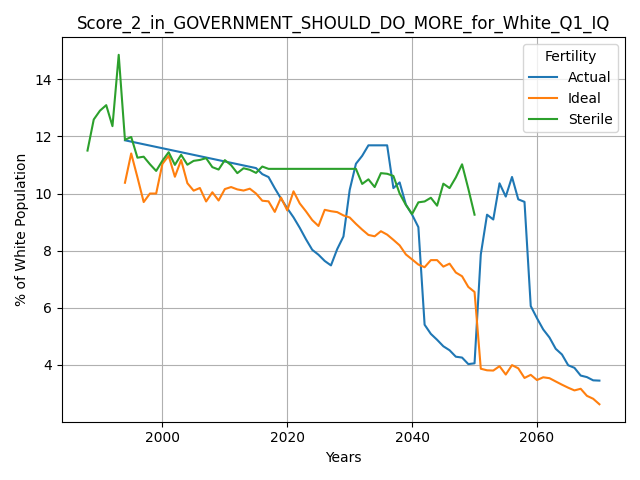 Score_2_in_GOVERNMENT_SHOULD_DO_MORE_for_White_Q1_IQ
Fertility
Actual
Ideal
Sterile
% of White Population
14
12
10
8
6
4
2000
2020
2040
2060
Years